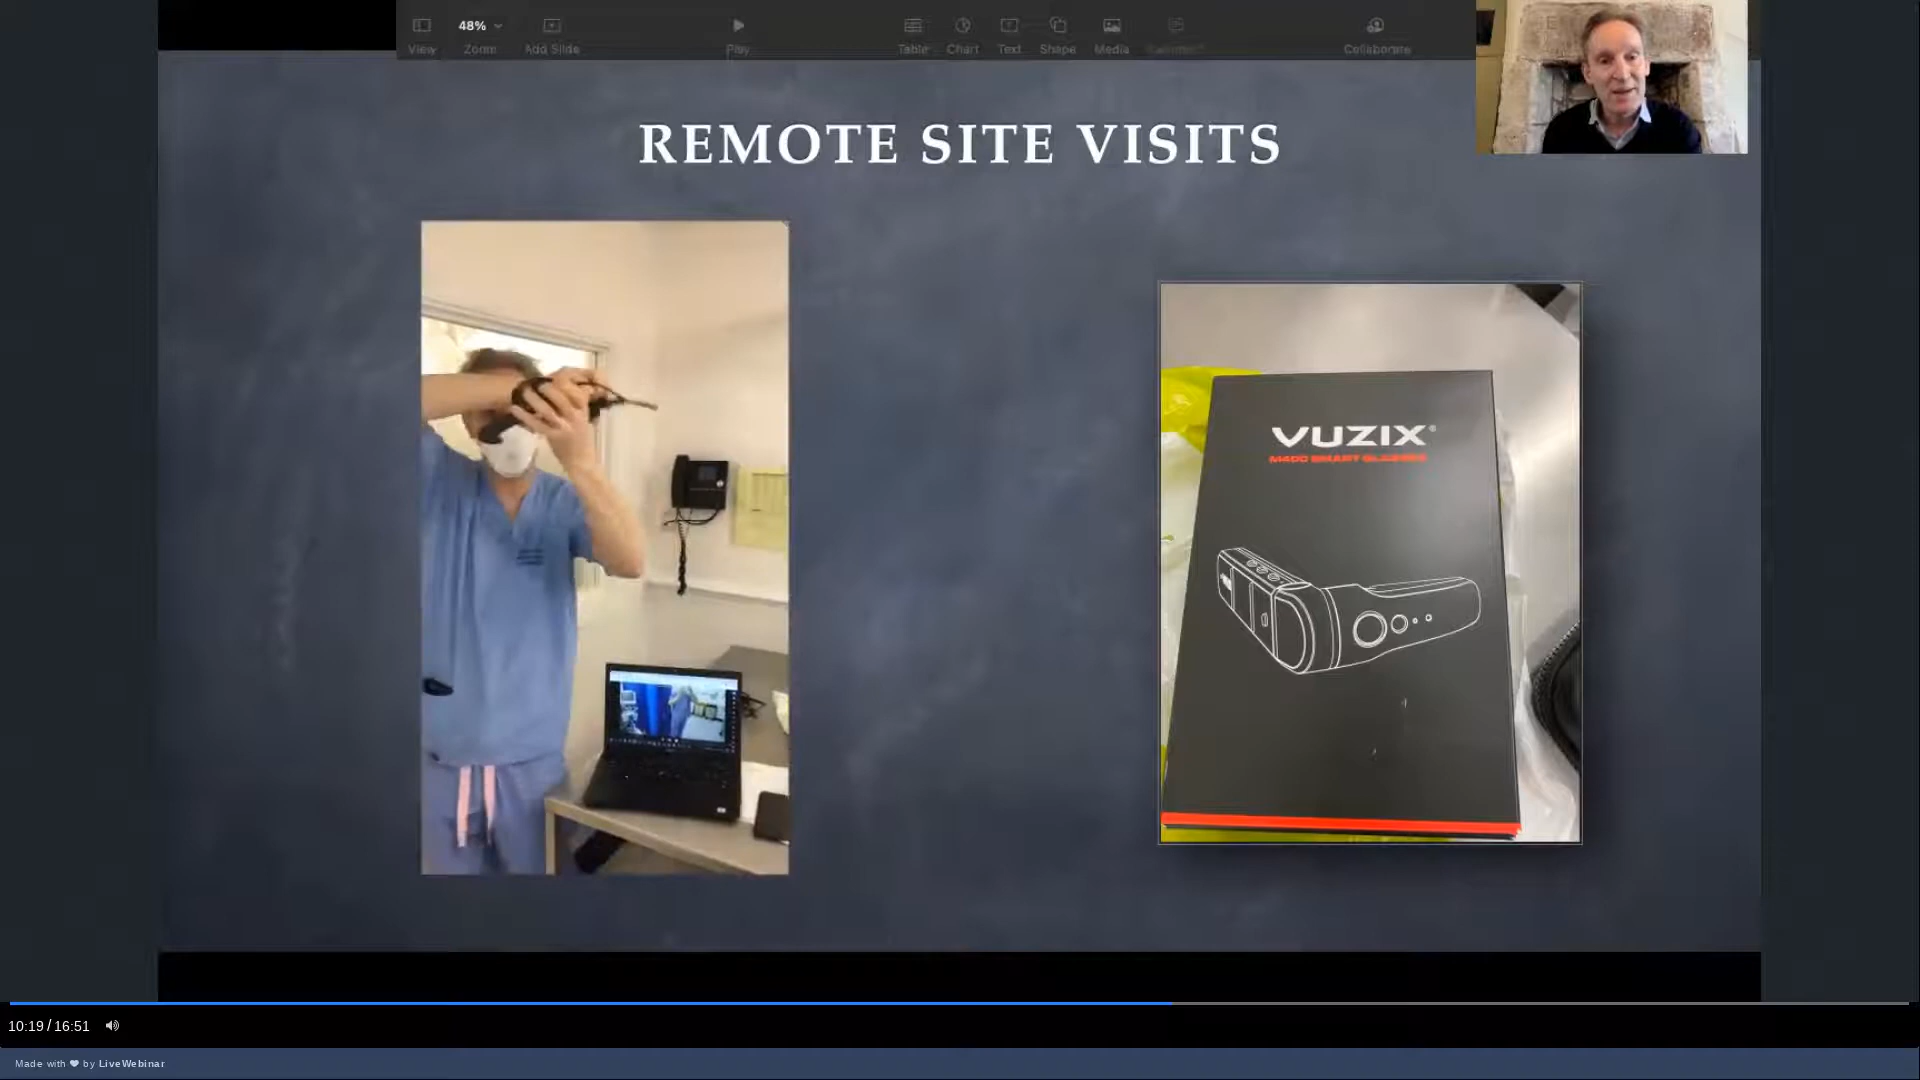 48%
View
Zoom
Add Slide
Play
Table
Chart
Text
Shape
Media
Collaborate
REMOTE SITE VISITS
VUZIX®
M400 SMART GLASSES
10:19 / 16:51
Made with ❤ by LiveWebinar